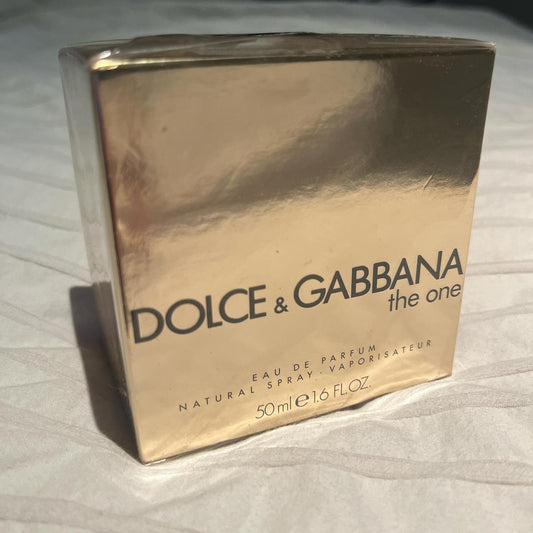 DOLCE & GABBANA
the one
EAU DE PARFUM
NATURAL SPRAY · VAPORISATEUR
50 ml e 1.6 FL.OZ.